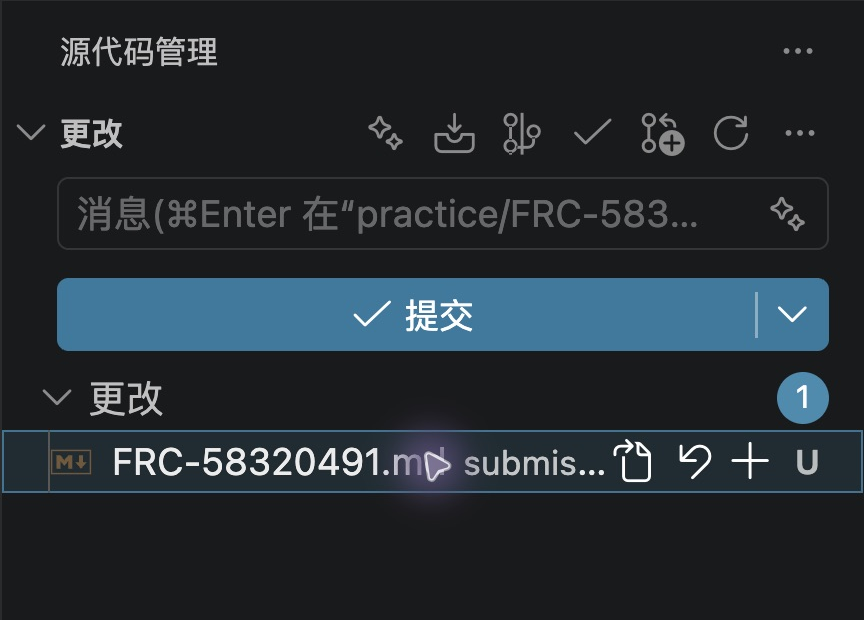 源代码管理
更改
消息(⌘Enter 在“practice/FRC-583...
提交
更改 1
M↓ FRC-58320491.md submis... U